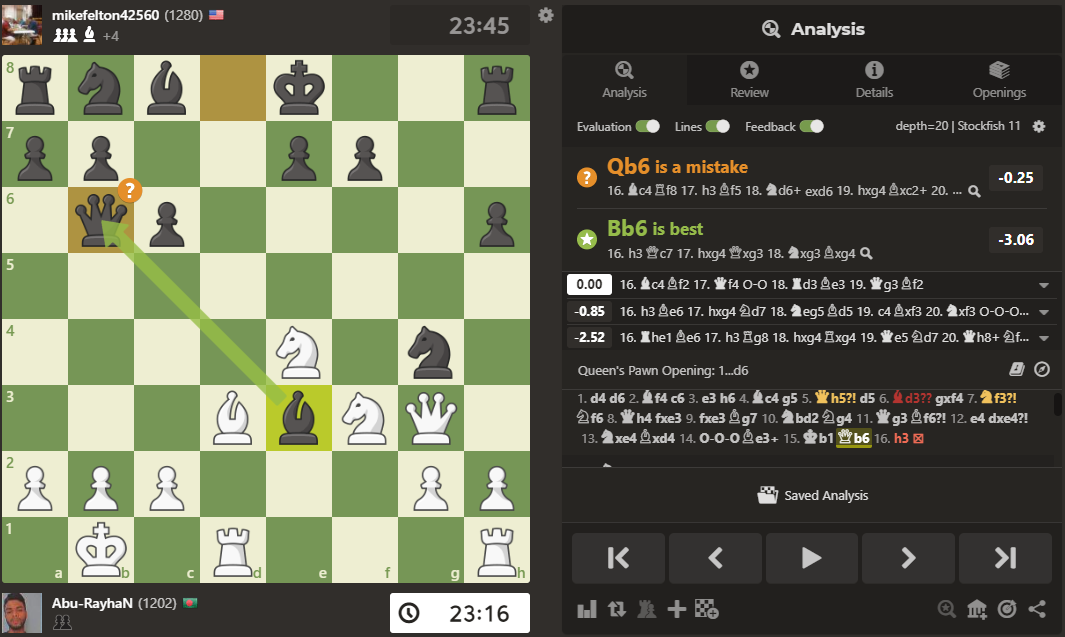 mikefelton42560 (1280)
+4
23:45
8
7
6
5
4
3
2
1
a b c d e f g h
?
Abu-RayhaN (1202)
23:16
Analysis
Analysis Review Details Openings
Evaluation Lines Feedback depth=20 | Stockfish 11
? Qb6 is a mistake -0.25
16. ♝c4 ♖f8 17. h3 ♗f5 18. ♞d6+ exd6 19. hxg4 ♗xc2+ 20. ...
Bb6 is best -3.06
16. h3 ♕c7 17. hxg4 ♕xg3 18. ♞xg3 ♗xg4
0.00 16. ♝c4 ♗f2 17. ♛f4 O-O 18. ♜d3 ♗e3 19. ♛g3 ♗f2
-0.85 16. h3 ♗e6 17. hxg4 ♘d7 18. ♞eg5 ♗d5 19. c4 ♗xf3 20. ♞xf3 O-O-O...
-2.52 16. ♜he1 ♗e6 17. h3 ♖g8 18. hxg4 ♖xg4 19. ♛e5 ♘d7 20. ♛h8+ ♘f...
Queen's Pawn Opening: 1...d6
1. d4 d6 2. ♝f4 c6 3. e3 h6 4. ♝c4 g5 5. ♛h5?! d5 6. ♝d3?? gxf4 7. ♞f3?!
♘f6 8. ♛h4 fxe3 9. fxe3 ♗g7 10. ♞bd2 ♘g4 11. ♛g3 ♗f6?! 12. e4 dxe4?!
13. ♞xe4 ♗xd4 14. O-O-O ♗e3+ 15. ♚b1 ♕b6 16. h3
Saved Analysis